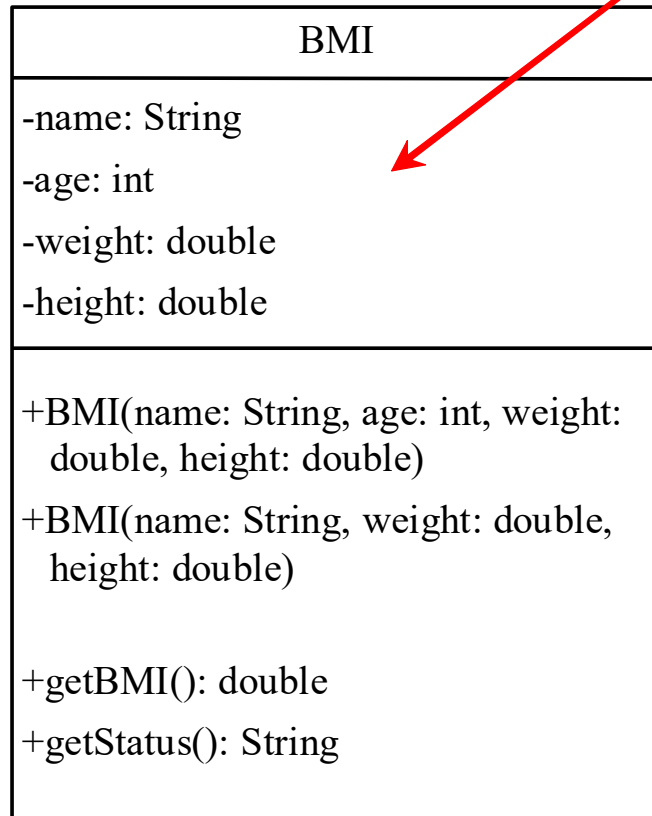 BMI
-name: String
-age: int
-weight: double
-height: double
+BMI(name: String, age: int, weight:
double, height: double)
+BMI(name: String, weight: double,
height: double)
+getBMI(): double
+getStatus(): String